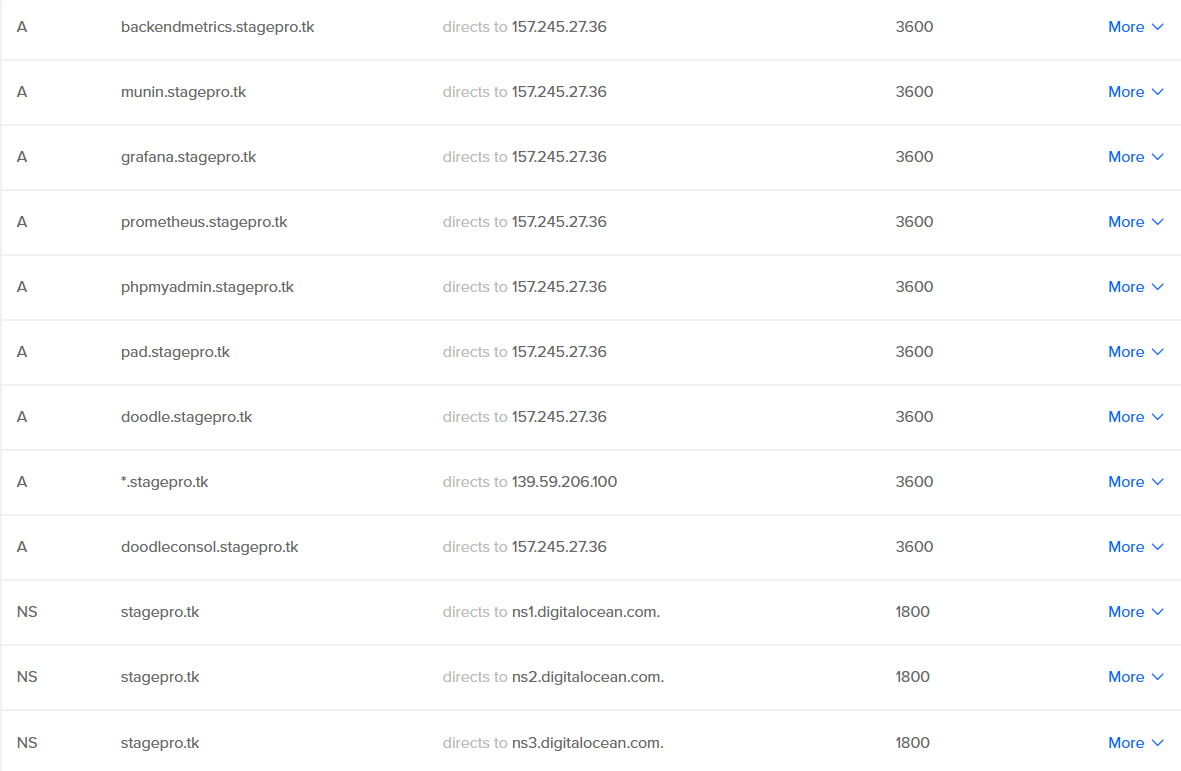 A backendmetrics.stagepro.tk directs to 157.245.27.36 3600 More
A munin.stagepro.tk directs to 157.245.27.36 3600 More
A grafana.stagepro.tk directs to 157.245.27.36 3600 More
A prometheus.stagepro.tk directs to 157.245.27.36 3600 More
A phpmyadmin.stagepro.tk directs to 157.245.27.36 3600 More
A pad.stagepro.tk directs to 157.245.27.36 3600 More
A doodle.stagepro.tk directs to 157.245.27.36 3600 More
A *.stagepro.tk directs to 139.59.206.100 3600 More
A doodleconsol.stagepro.tk directs to 157.245.27.36 3600 More
NS stagepro.tk directs to ns1.digitalocean.com. 1800 More
NS stagepro.tk directs to ns2.digitalocean.com. 1800 More
NS stagepro.tk directs to ns3.digitalocean.com. 1800 More